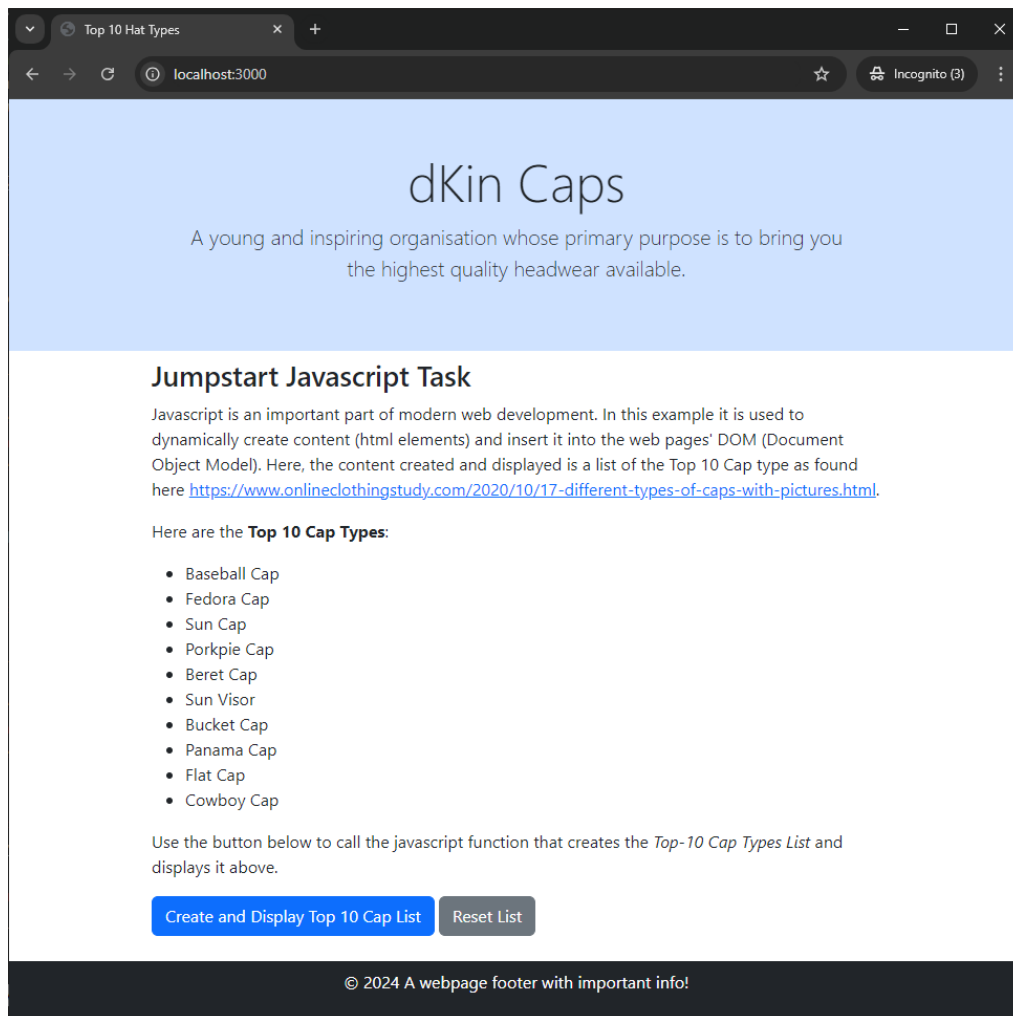 Top 10 Hat Types
localhost:3000
Incognito (3)
dKin Caps
A young and inspiring organisation whose primary purpose is to bring you
the highest quality headwear available.
Jumpstart Javascript Task
Javascript is an important part of modern web development. In this example it is used to
dynamically create content (html elements) and insert it into the web pages' DOM (Document
Object Model). Here, the content created and displayed is a list of the Top 10 Cap type as found
here https://www.onlineclothingstudy.com/2020/10/17-different-types-of-caps-with-pictures.html.
Here are the Top 10 Cap Types:
Baseball Cap
Fedora Cap
Sun Cap
Porkpie Cap
Beret Cap
Sun Visor
Bucket Cap
Panama Cap
Flat Cap
Cowboy Cap
Use the button below to call the javascript function that creates the Top-10 Cap Types List and
displays it above.
Create and Display Top 10 Cap List Reset List
© 2024 A webpage footer with important info!